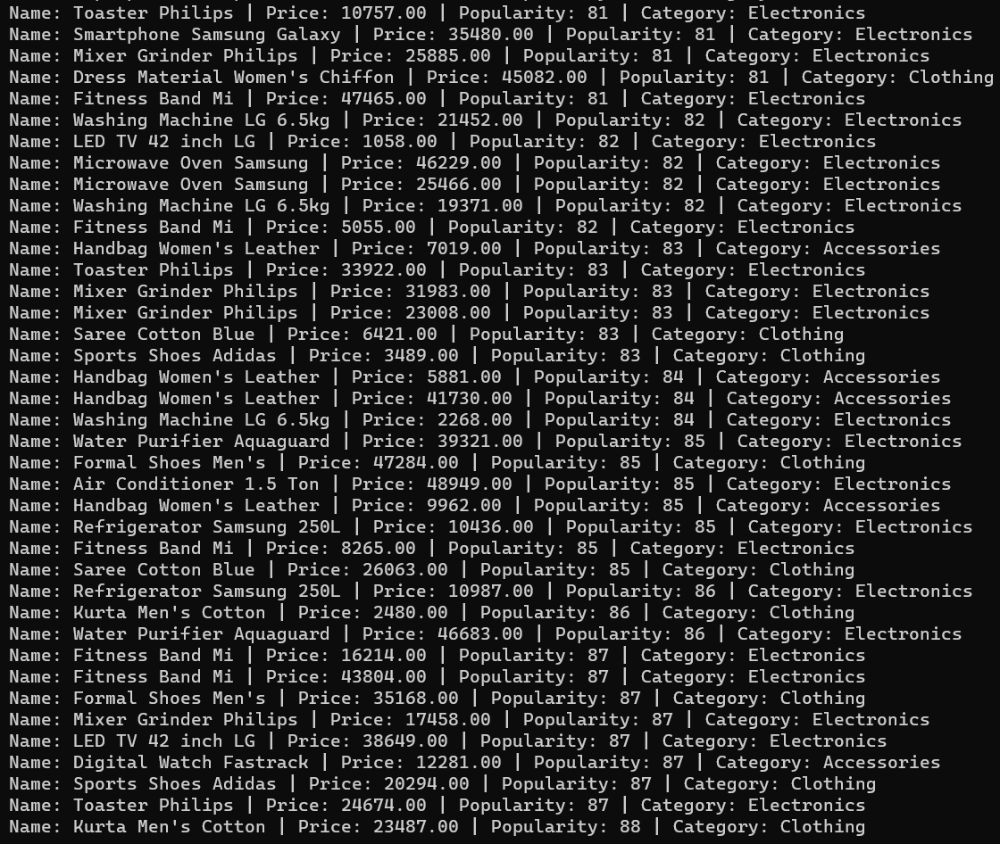 Name: Toaster Philips | Price: 10757.00 | Popularity: 81 | Category: Electronics
Name: Smartphone Samsung Galaxy | Price: 35480.00 | Popularity: 81 | Category: Electronics
Name: Mixer Grinder Philips | Price: 25885.00 | Popularity: 81 | Category: Electronics
Name: Dress Material Women's Chiffon | Price: 45082.00 | Popularity: 81 | Category: Clothing
Name: Fitness Band Mi | Price: 47465.00 | Popularity: 81 | Category: Electronics
Name: Washing Machine LG 6.5kg | Price: 21452.00 | Popularity: 82 | Category: Electronics
Name: LED TV 42 inch LG | Price: 1058.00 | Popularity: 82 | Category: Electronics
Name: Microwave Oven Samsung | Price: 46229.00 | Popularity: 82 | Category: Electronics
Name: Microwave Oven Samsung | Price: 25466.00 | Popularity: 82 | Category: Electronics
Name: Washing Machine LG 6.5kg | Price: 19371.00 | Popularity: 82 | Category: Electronics
Name: Fitness Band Mi | Price: 5055.00 | Popularity: 82 | Category: Electronics
Name: Handbag Women's Leather | Price: 7019.00 | Popularity: 83 | Category: Accessories
Name: Toaster Philips | Price: 33922.00 | Popularity: 83 | Category: Electronics
Name: Mixer Grinder Philips | Price: 31983.00 | Popularity: 83 | Category: Electronics
Name: Mixer Grinder Philips | Price: 23008.00 | Popularity: 83 | Category: Electronics
Name: Saree Cotton Blue | Price: 6421.00 | Popularity: 83 | Category: Clothing
Name: Sports Shoes Adidas | Price: 3489.00 | Popularity: 83 | Category: Clothing
Name: Handbag Women's Leather | Price: 5881.00 | Popularity: 84 | Category: Accessories
Name: Handbag Women's Leather | Price: 41730.00 | Popularity: 84 | Category: Accessories
Name: Washing Machine LG 6.5kg | Price: 2268.00 | Popularity: 84 | Category: Electronics
Name: Water Purifier Aquaguard | Price: 39321.00 | Popularity: 85 | Category: Electronics
Name: Formal Shoes Men's | Price: 47284.00 | Popularity: 85 | Category: Clothing
Name: Air Conditioner 1.5 Ton | Price: 48949.00 | Popularity: 85 | Category: Electronics
Name: Handbag Women's Leather | Price: 9962.00 | Popularity: 85 | Category: Accessories
Name: Refrigerator Samsung 250L | Price: 10436.00 | Popularity: 85 | Category: Electronics
Name: Fitness Band Mi | Price: 8265.00 | Popularity: 85 | Category: Electronics
Name: Saree Cotton Blue | Price: 26063.00 | Popularity: 85 | Category: Clothing
Name: Refrigerator Samsung 250L | Price: 10987.00 | Popularity: 86 | Category: Electronics
Name: Kurta Men's Cotton | Price: 2480.00 | Popularity: 86 | Category: Clothing
Name: Water Purifier Aquaguard | Price: 46683.00 | Popularity: 86 | Category: Electronics
Name: Fitness Band Mi | Price: 16214.00 | Popularity: 87 | Category: Electronics
Name: Fitness Band Mi | Price: 43804.00 | Popularity: 87 | Category: Electronics
Name: Formal Shoes Men's | Price: 35168.00 | Popularity: 87 | Category: Clothing
Name: Mixer Grinder Philips | Price: 17458.00 | Popularity: 87 | Category: Electronics
Name: LED TV 42 inch LG | Price: 38649.00 | Popularity: 87 | Category: Electronics
Name: Digital Watch Fastrack | Price: 12281.00 | Popularity: 87 | Category: Accessories
Name: Sports Shoes Adidas | Price: 20294.00 | Popularity: 87 | Category: Clothing
Name: Toaster Philips | Price: 24674.00 | Popularity: 87 | Category: Electronics
Name: Kurta Men's Cotton | Price: 23487.00 | Popularity: 88 | Category: Clothing